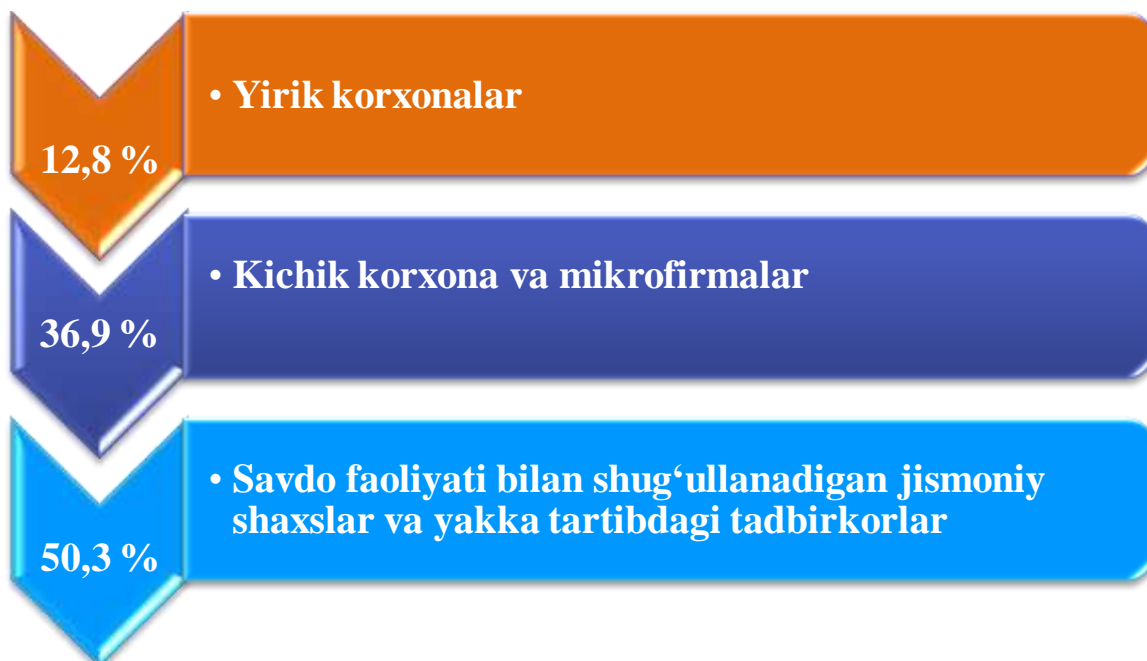 • Yirik korxonalar
12,8 %
• Kichik korxona va mikrofirmalar
36,9 %
• Savdo faoliyati bilan shug‘ullanadigan jismoniy
shaxslar va yakka tartibdagi tadbirkorlar
50,3 %